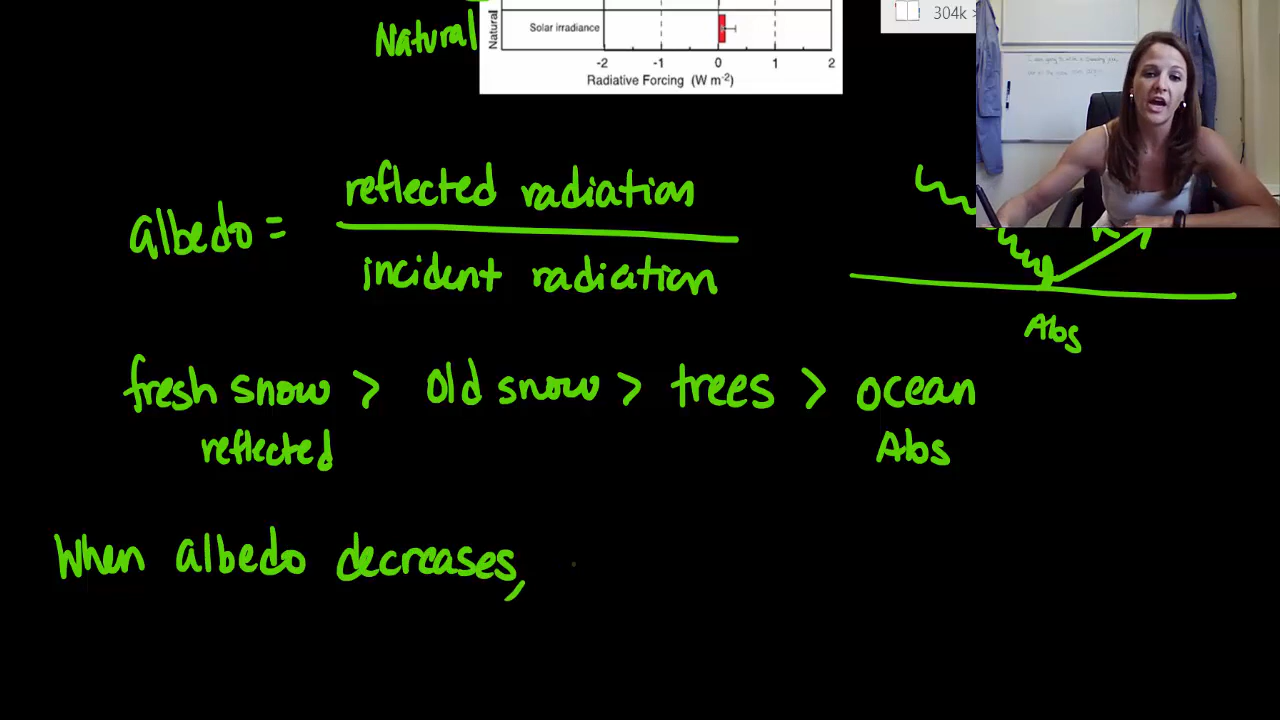 304k >
Natural
Natural
Solar irradiance
-2 -1 0 1 2
Radiative Forcing (W m-2)
albedo = reflected radiation
incident radiation
Abs
fresh snow > old snow > trees > ocean
reflected Abs
When albedo decreases,